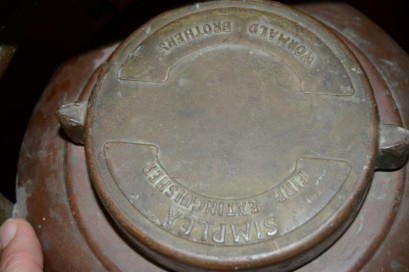 WORMALD BROTHERS
SIMPLEX
FIRE EXTINGUISHER